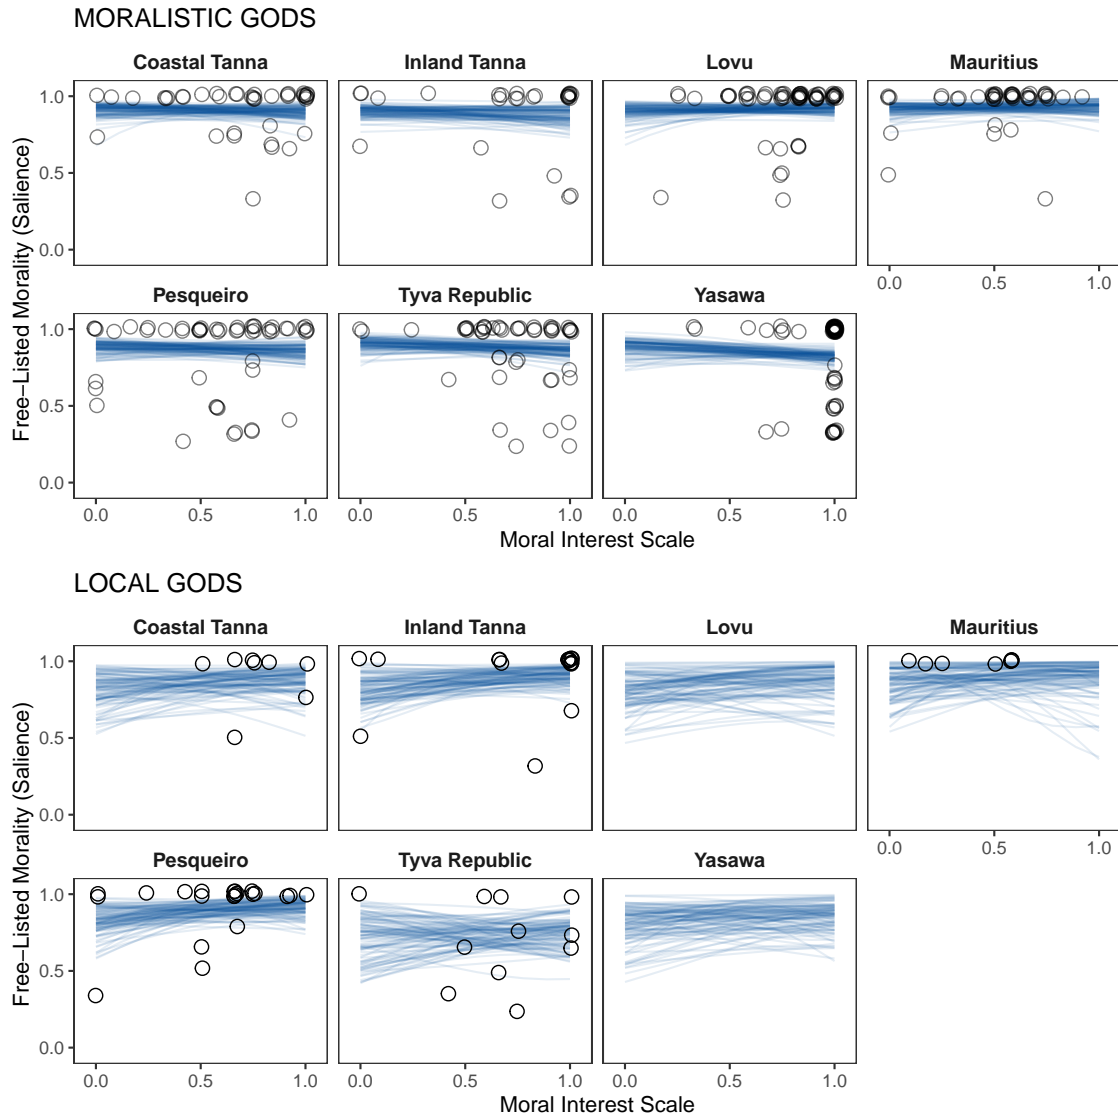 MORALISTIC GODS
Coastal Tanna Inland Tanna Lovu Mauritius
1.0
0.5
0.0
0.0 0.5 1.0
Pesqueiro Tyva Republic Yasawa
1.0
0.5
0.0
0.0 0.5 1.0 0.0 0.5 1.0 0.0 0.5 1.0
Free−Listed Morality (Salience)
Moral Interest Scale
LOCAL GODS
Coastal Tanna Inland Tanna Lovu Mauritius
1.0
0.5
0.0
0.0 0.5 1.0
Pesqueiro Tyva Republic Yasawa
1.0
0.5
0.0
0.0 0.5 1.0 0.0 0.5 1.0 0.0 0.5 1.0
Free−Listed Morality (Salience)
Moral Interest Scale